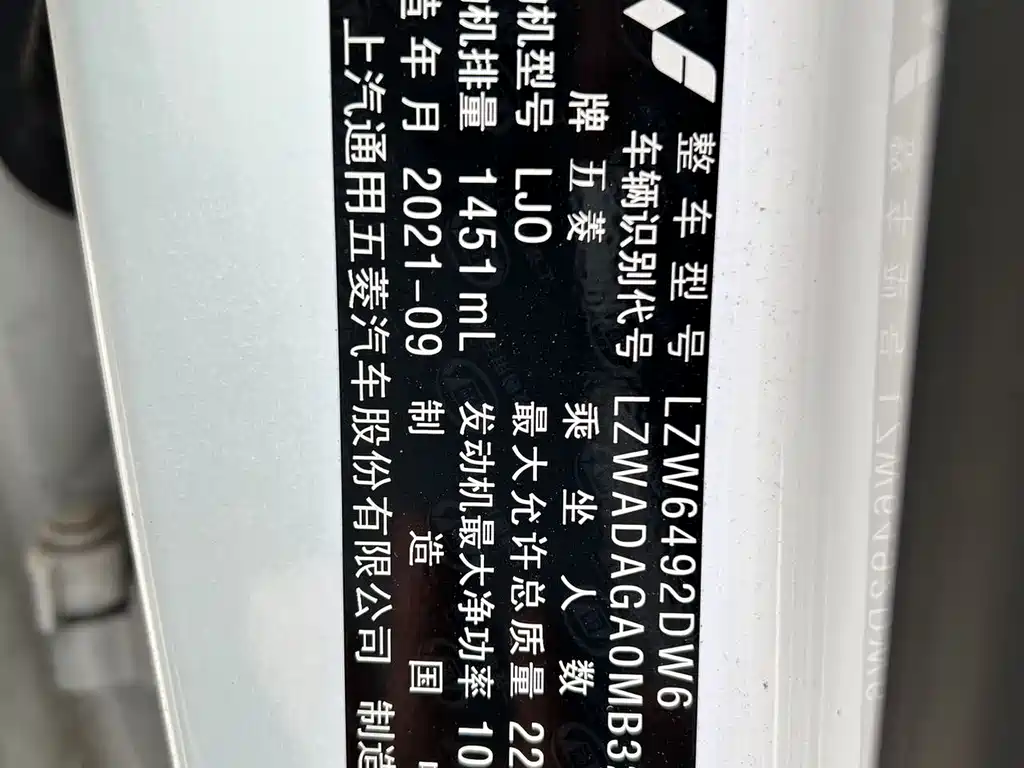 整车型号 LZW6492DW6
车辆识别代号 LZWADAGA0MB3
牌 五菱 乘坐人数
机型号 LJO 最大允许总质量 22
机排量 1451 mL 发动机最大净功率 10
造年月 2021-09 制造国
上汽通用五菱汽车股份有限公司 制造